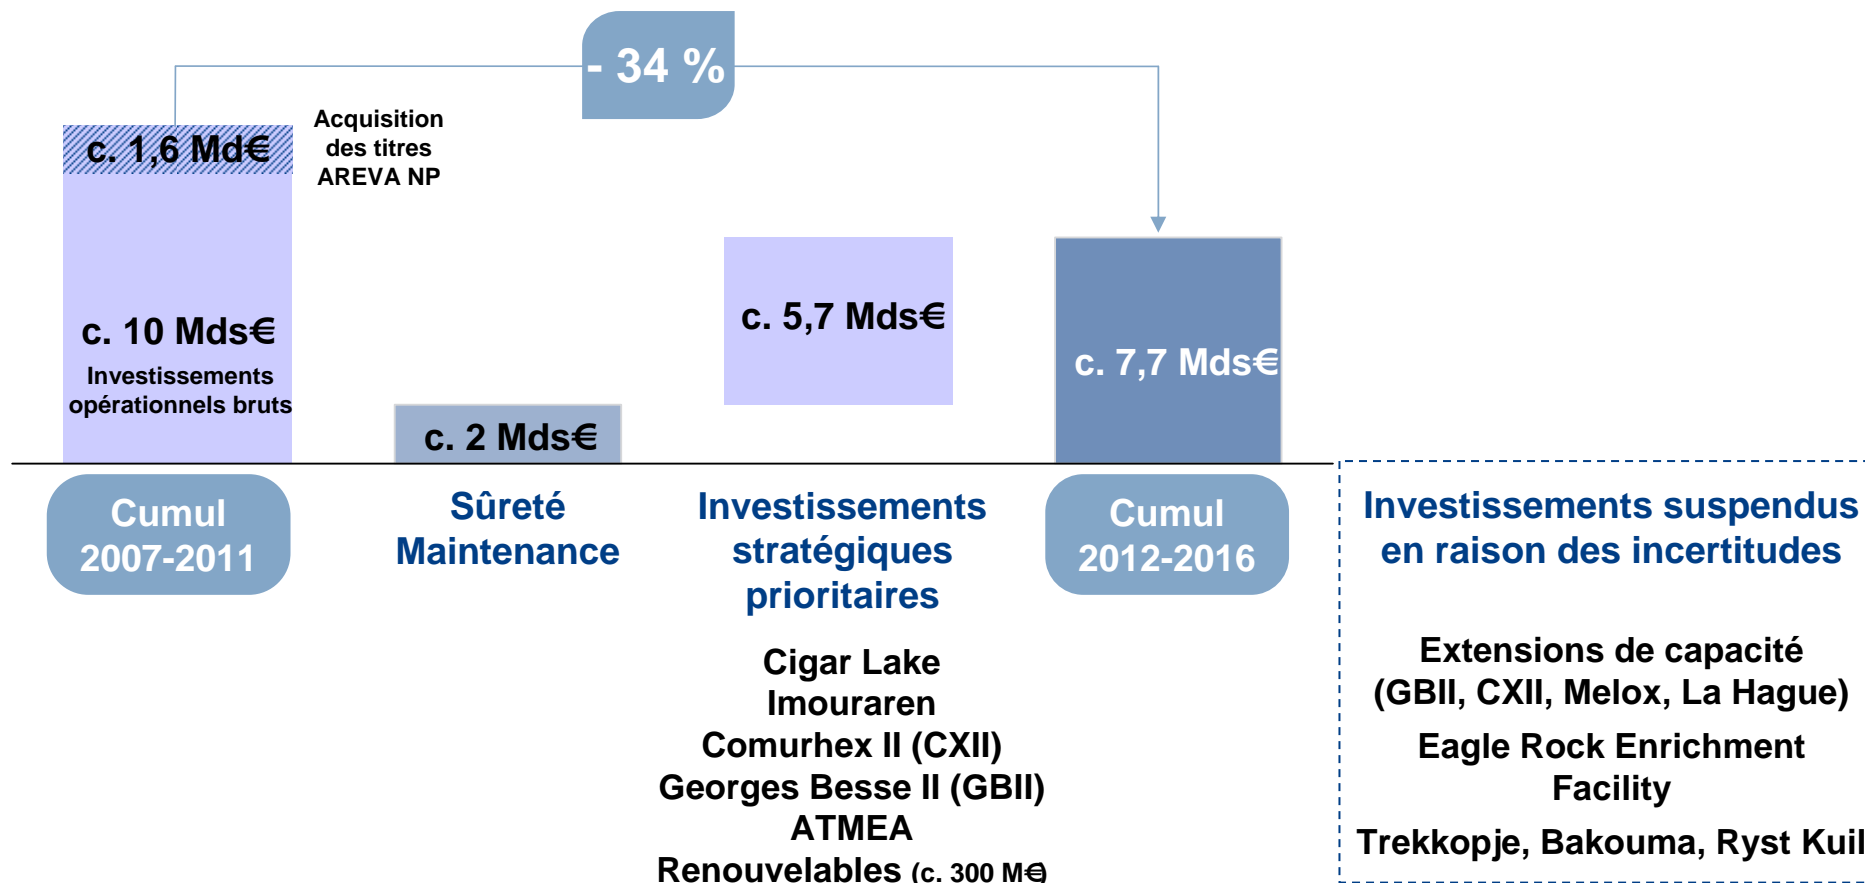 - 34 %
c. 1,6 Md€
Acquisition
des titres
AREVA NP
c. 10 Mds€
Investissements
opérationnels bruts
c. 2 Mds€
c. 5,7 Mds€
c. 7,7 Mds€
Cumul
2007-2011
Sûreté
Maintenance
Investissements
stratégiques
prioritaires
Cigar Lake
Imouraren
Comurhex II (CXII)
Georges Besse II (GBII)
ATMEA
Renouvelables (c. 300 M€)
Cumul
2012-2016
Investissements suspendus
en raison des incertitudes
Extensions de capacité
(GBII, CXII, Melox, La Hague)
Eagle Rock Enrichment
Facility
Trekkopje, Bakouma, Ryst Kuil